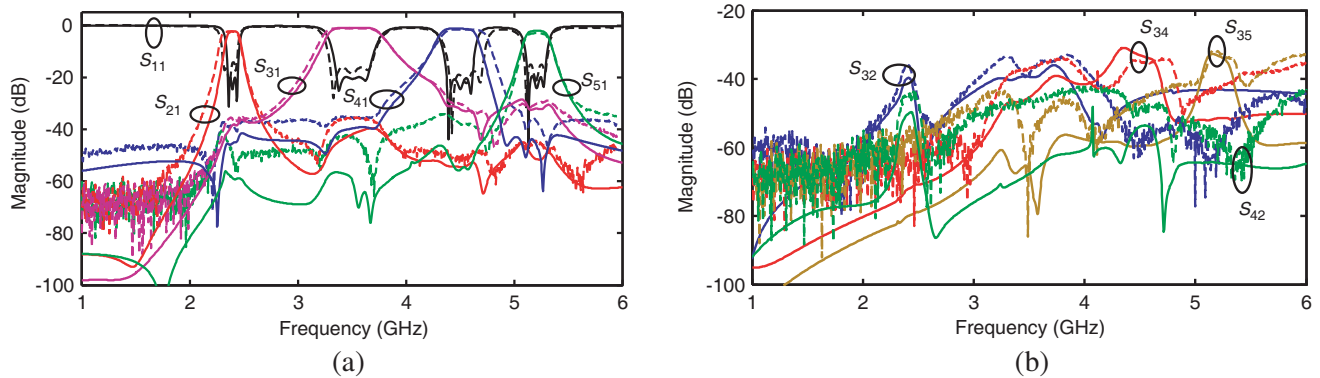 0
-20
-40
-60
-80
-100
Magnitude (dB)
1 2 3 4 5 6
Frequency (GHz)
S11
S21
S31
S41
S51
(a)
-20
-40
-60
-80
-100
Magnitude (dB)
1 2 3 4 5 6
Frequency (GHz)
S32
S34
S35
S42
(b)